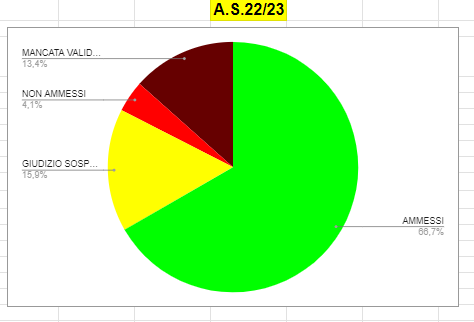 A.S.22/23
MANCATA VALID...
13,4%
NON AMMESSI
4,1%
GIUDIZIO SOSP...
15,9%
AMMESSI
66,7%